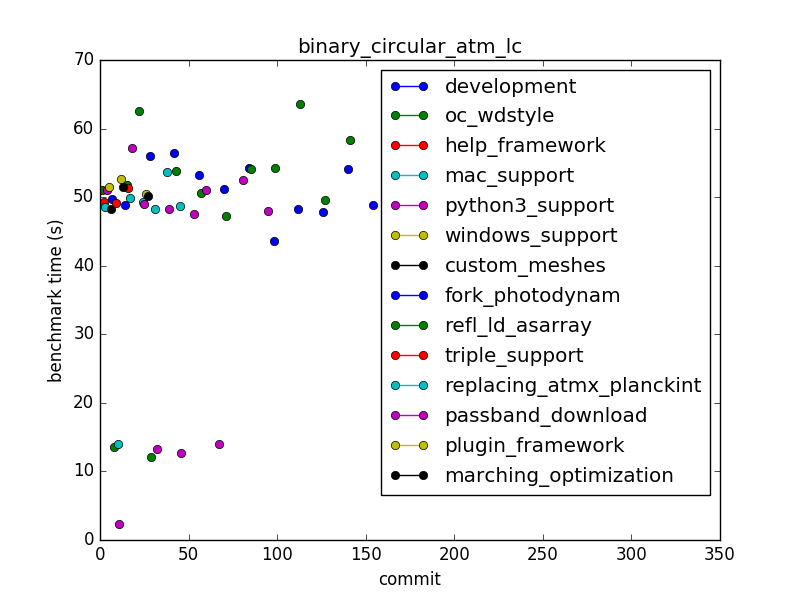 binary_circular_atm_lc
70
60
50
40
30
20
10
0
benchmark time (s)
development
oc_wdstyle
help_framework
mac_support
python3_support
windows_support
custom_meshes
fork_photodynam
refl_ld_asarray
triple_support
replacing_atmx_planckint
passband_download
plugin_framework
marching_optimization
0 50 100 150 200 250 300 350
commit